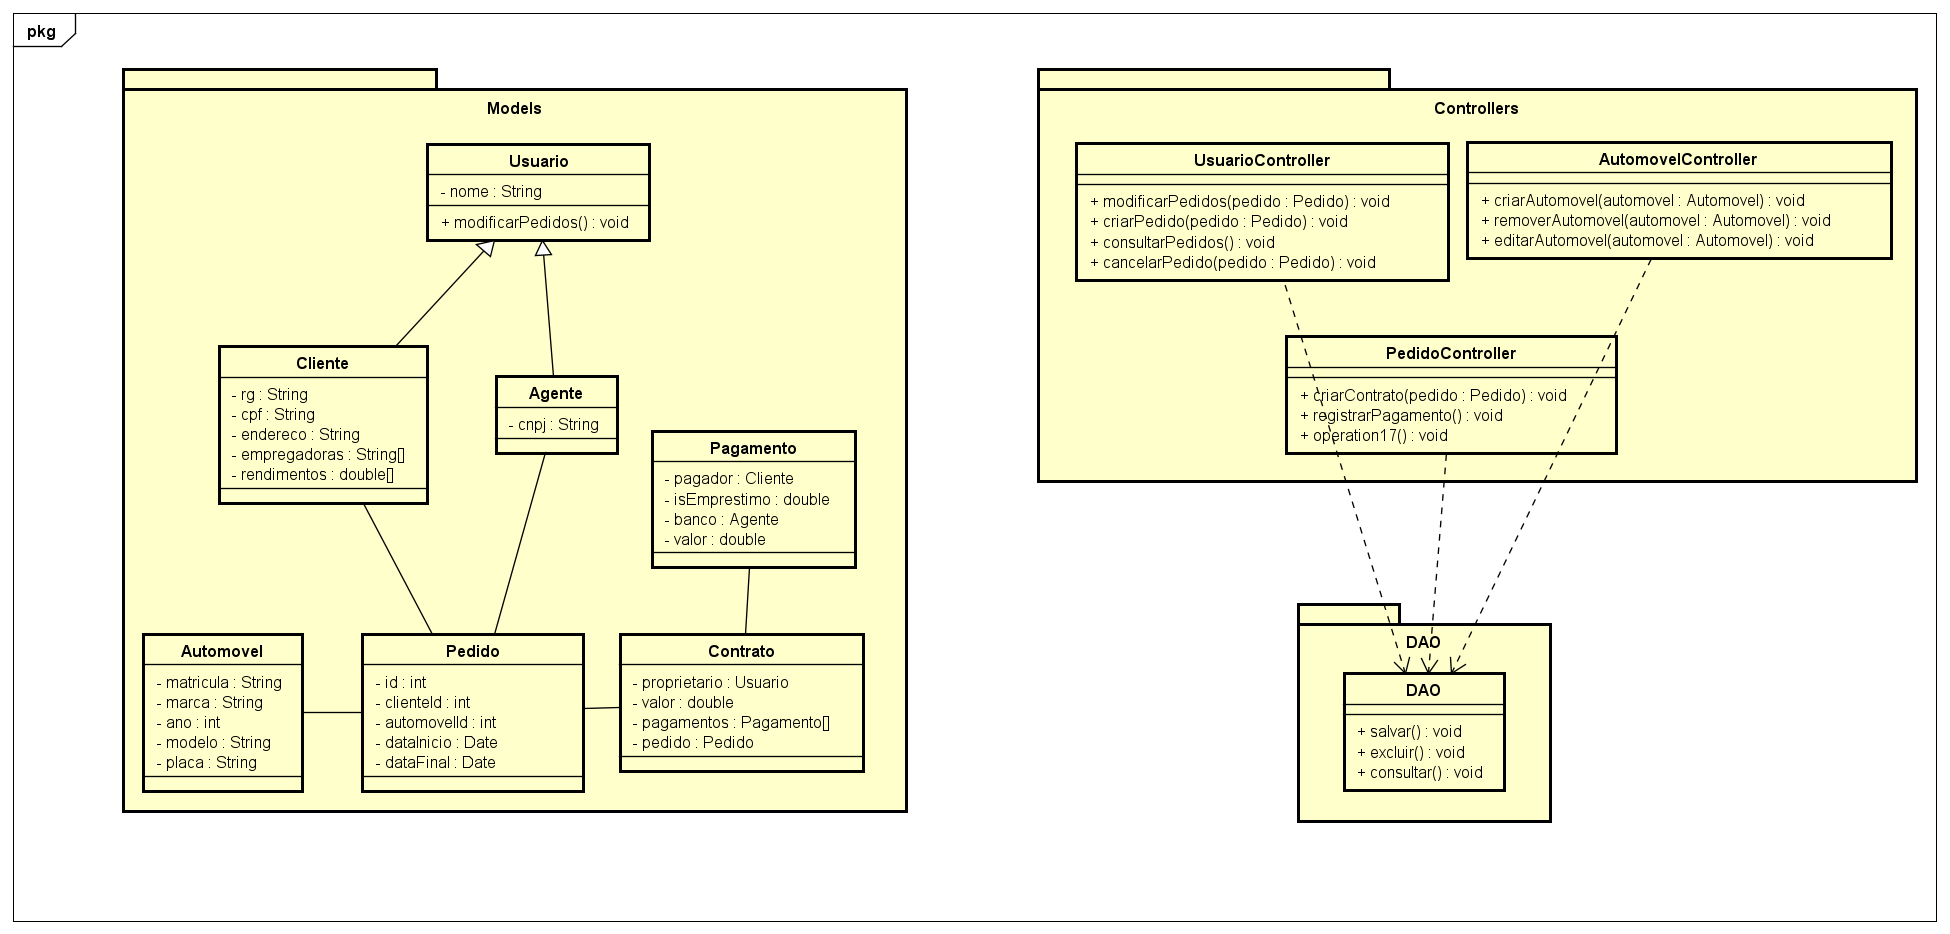 pkg
Models
Usuario
- nome : String
+ modificarPedidos() : void
Cliente
- rg : String
- cpf : String
- endereco : String
- empregadoras : String[]
- rendimentos : double[]
Agente
- cnpj : String
Pagamento
- pagador : Cliente
- isEmprestimo : double
- banco : Agente
- valor : double
Automovel
- matricula : String
- marca : String
- ano : int
- modelo : String
- placa : String
Pedido
- id : int
- clienteId : int
- automovelId : int
- dataInicio : Date
- dataFinal : Date
Contrato
- proprietario : Usuario
- valor : double
- pagamentos : Pagamento[]
- pedido : Pedido
Controllers
UsuarioController
+ modificarPedidos(pedido : Pedido) : void
+ criarPedido(pedido : Pedido) : void
+ consultarPedidos() : void
+ cancelarPedido(pedido : Pedido) : void
AutomovelController
+ criarAutomovel(automovel : Automovel) : void
+ removerAutomovel(automovel : Automovel) : void
+ editarAutomovel(automovel : Automovel) : void
PedidoController
+ criarContrato(pedido : Pedido) : void
+ registrarPagamento() : void
+ operation17() : void
DAO
DAO
+ salvar() : void
+ excluir() : void
+ consultar() : void